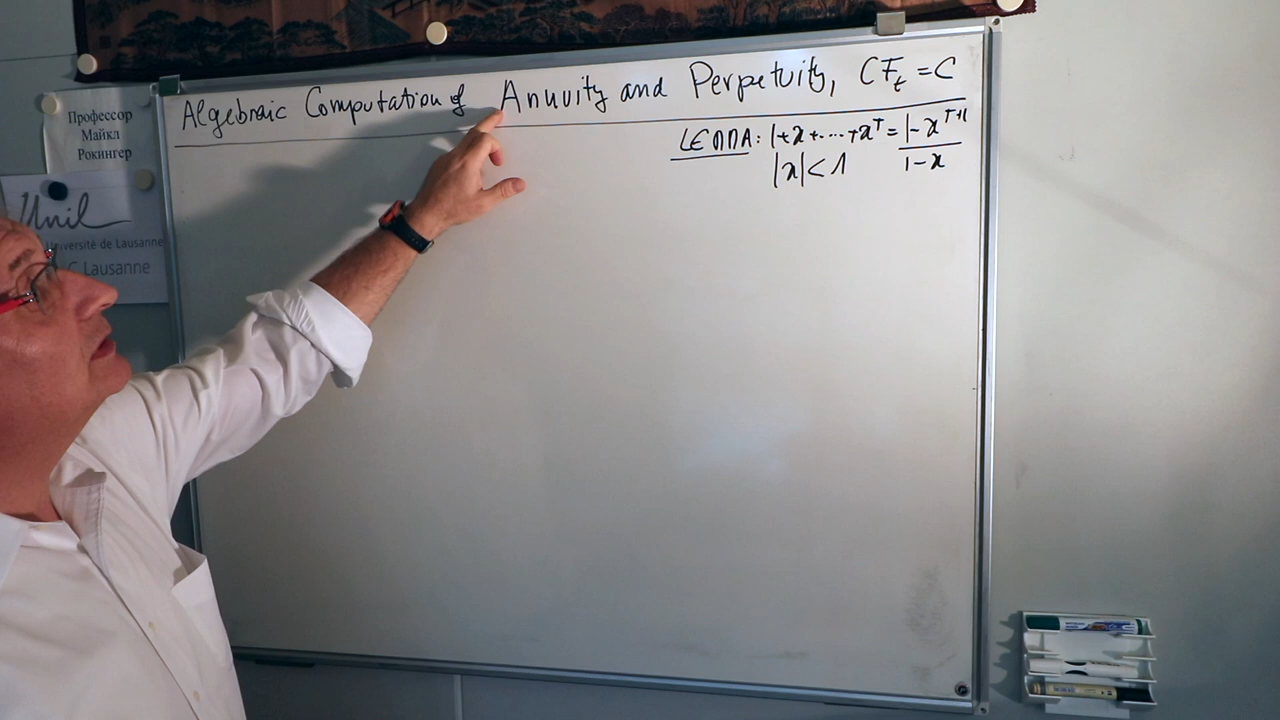 Algebraic Computation of Annuity and Perpetuity, CF_t = C
LEMMA: 1+x+....+x^T = \frac{1-x^{T+1}}{1-x}
|x| < 1
Профессор
Майкл
Рокингер
Unil
Université de Lausanne
C Lausanne